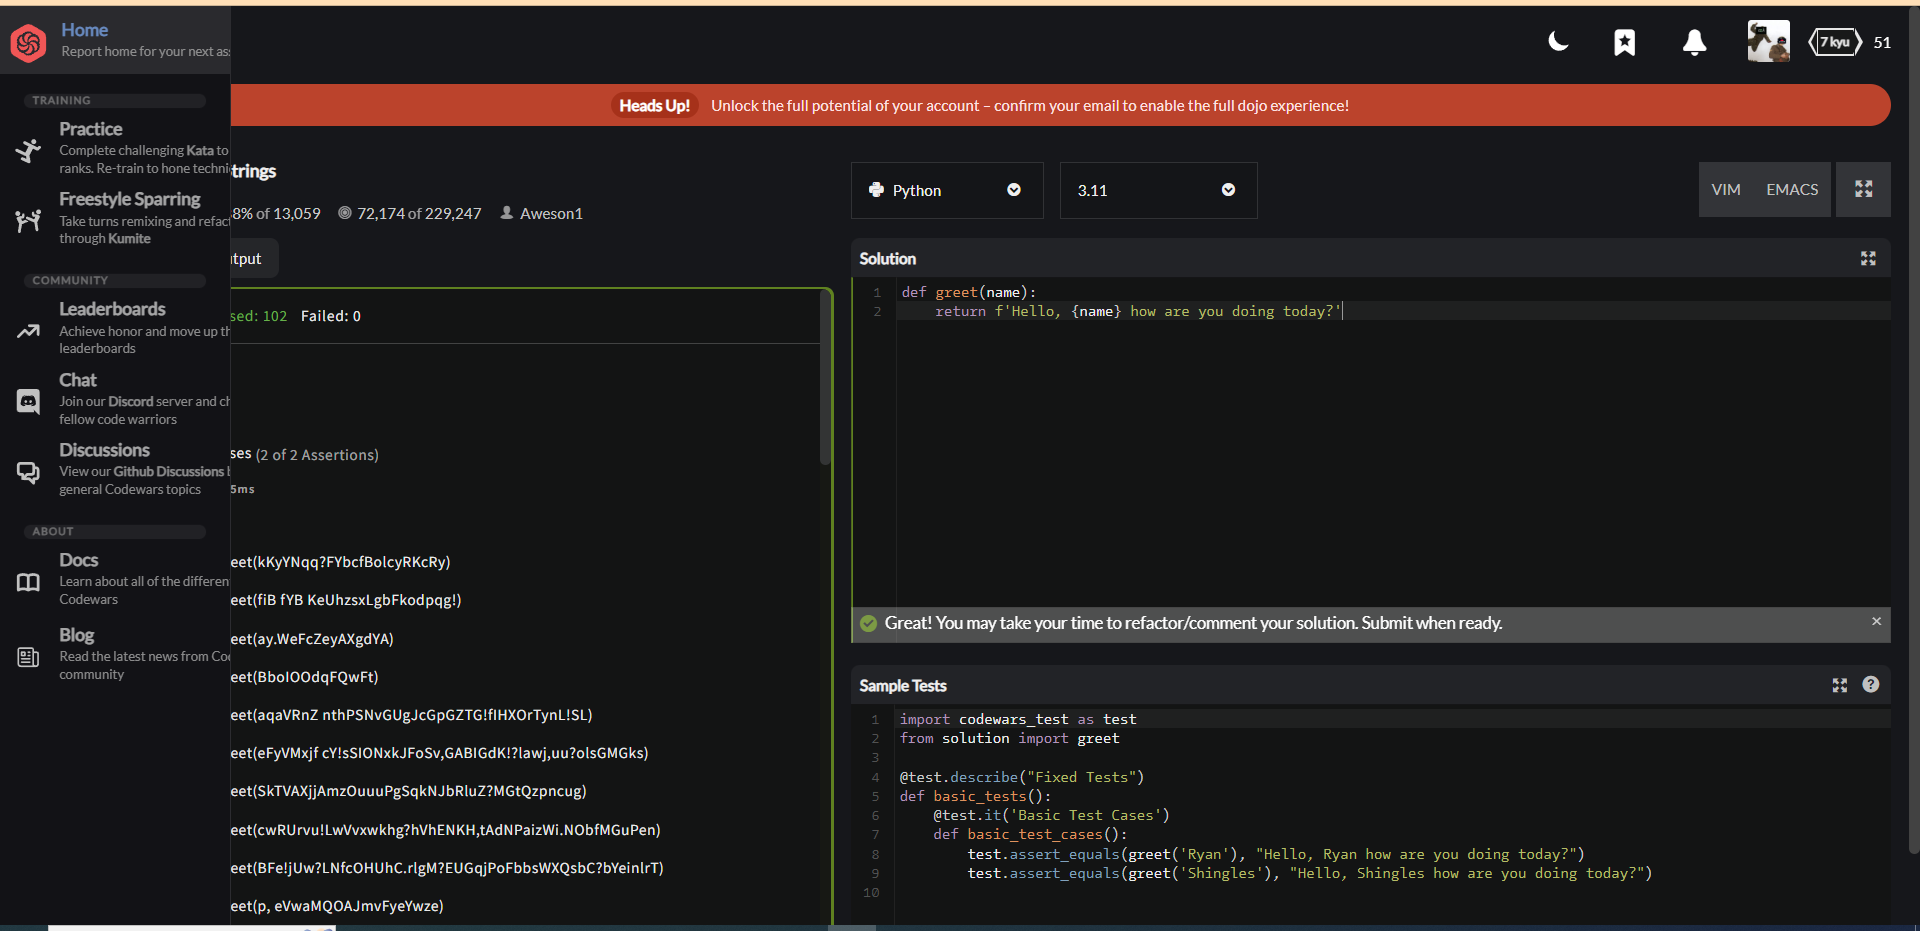 Home
Report home for your next as
TRAINING
Practice
Complete challenging Kata to
ranks. Re-train to hone techni
Freestyle Sparring
Take turns remixing and refac
through Kumite
COMMUNITY
Leaderboards
Achieve honor and move up th
leaderboards
Chat
Join our Discord server and ch
fellow code warriors
Discussions
View our Github Discussions b
general Codewars topics
ABOUT
Docs
Learn about all of the differen
Codewars
Blog
Read the latest news from Co
community
7 kyu 51
Heads Up! Unlock the full potential of your account – confirm your email to enable the full dojo experience!
trings
8% of 13,059 72,174 of 229,247 Aweson1
tput
sed: 102 Failed: 0
ses (2 of 2 Assertions)
5ms
eet(kKyYNqq?FYbcfBolcyRKcRy)
eet(fiB fYB KeUhzsxLgbFkodpqg!)
eet(ay.WeFcZeyAXgdYA)
eet(BboIOOdqFQwFt)
eet(aqaVRnZ nthPSNvGUgJcGpGZTG!fIHXOrTynL!SL)
eet(eFyVMxjf cY!sSIONxkJFoSv,GABIGdK!?lawj,uu?olsGMGks)
eet(SkTVAXjjAmzOuuuPgSqkNJbRluZ?MGtQzpncug)
eet(cwRUrvu!LwVvxwkhg?hVhENKH,tAdNPaizWi.NObfMGuPen)
eet(BFe!jUw?LNfcOHUhC.rlgM?EUGqjPoFbbsWXQsbC?bYeinlrT)
eet(p, eVwaMQOAJmvFyeYwze)
Python 3.11 VIM EMACS
Solution
1 def greet(name):
2     return f'Hello, {name} how are you doing today?'
Great! You may take your time to refactor/comment your solution. Submit when ready. ×
Sample Tests ?
1 import codewars_test as test
2 from solution import greet
3
4 @test.describe("Fixed Tests")
5 def basic_tests():
6     @test.it('Basic Test Cases')
7     def basic_test_cases():
8         test.assert_equals(greet('Ryan'), "Hello, Ryan how are you doing today?")
9         test.assert_equals(greet('Shingles'), "Hello, Shingles how are you doing today?")
10